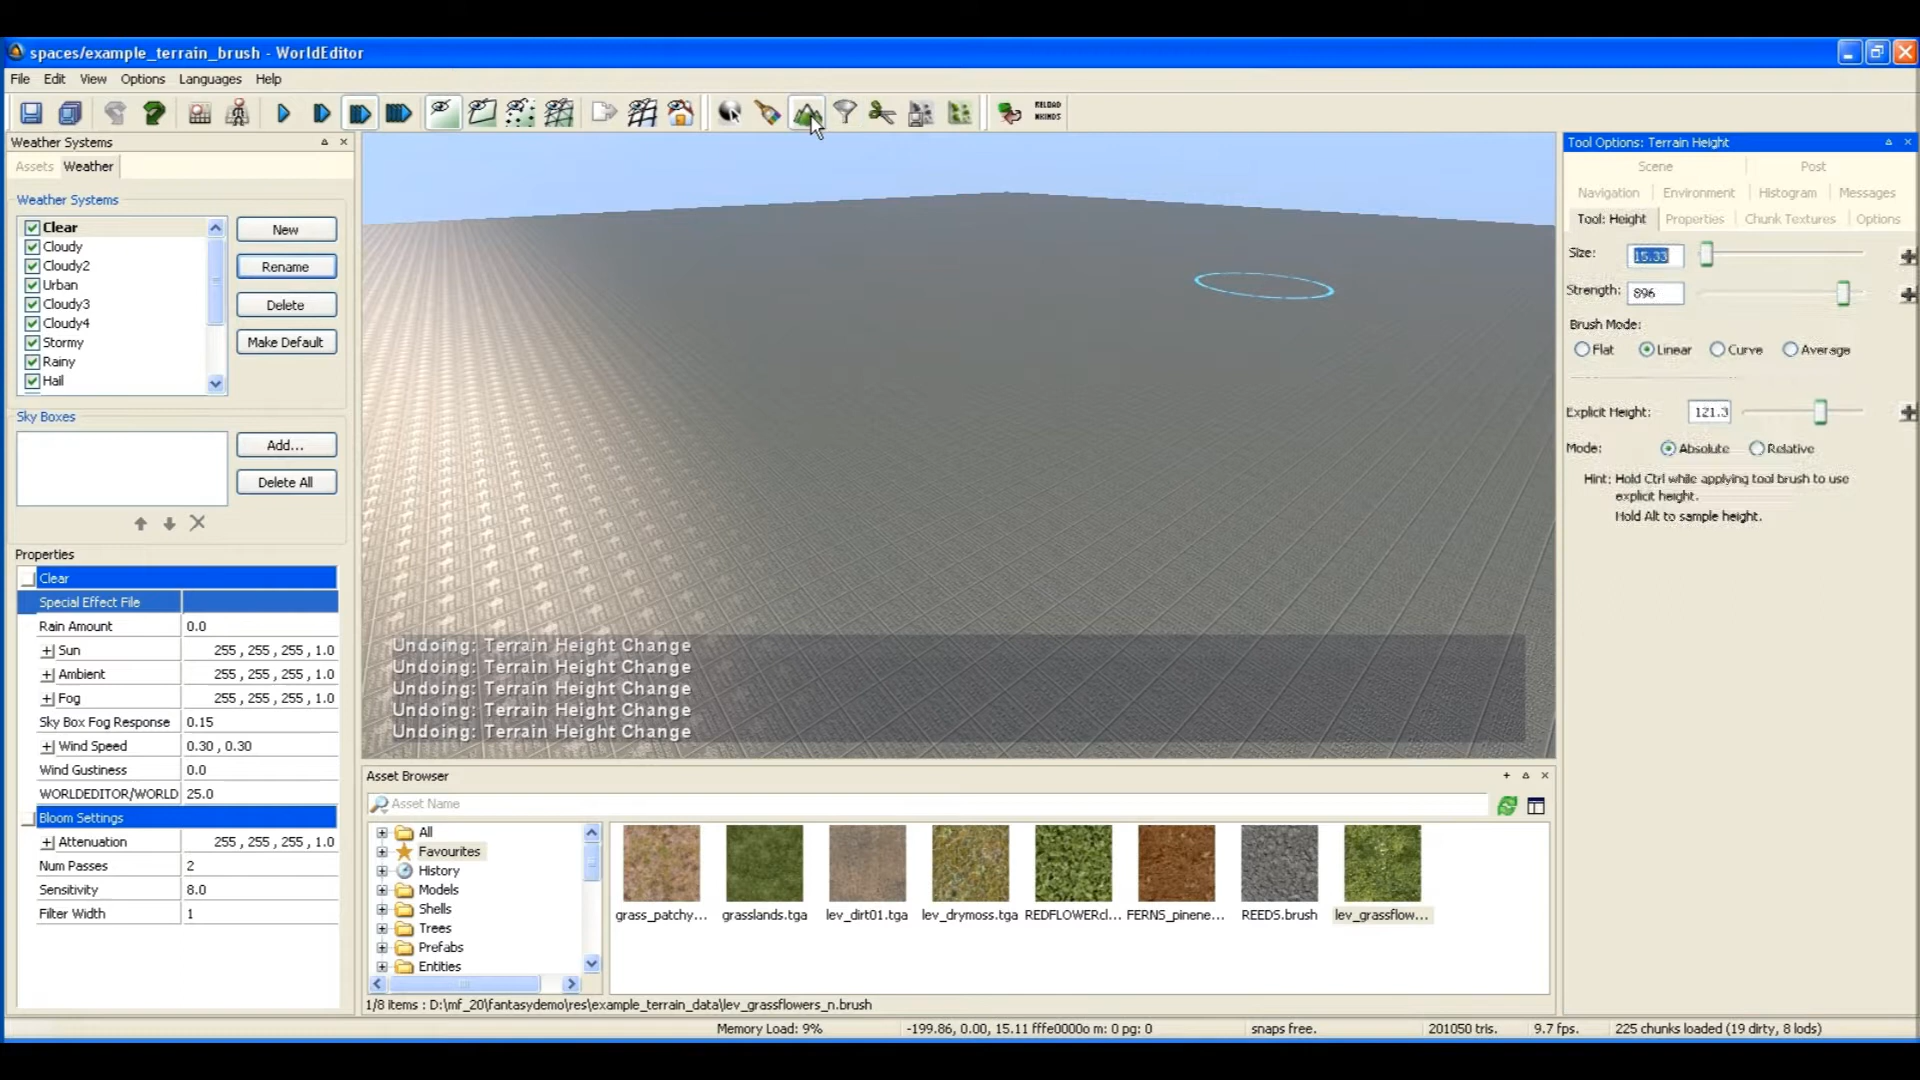 spaces/example_terrain_brush - WorldEditor
File Edit View Options Languages Help
RELOAD
Weather Systems
Assets Weather
Weather Systems
Clear
Cloudy
Cloudy2
Urban
Cloudy3
Cloudy4
Stormy
Rainy
Hail
New
Rename
Delete
Make Default
Sky Boxes
Add...
Delete All
Properties
Clear
Special Effect File
Rain Amount 0.0
Sun 255 , 255 , 255 , 1.0
Ambient 255 , 255 , 255 , 1.0
Fog 255 , 255 , 255 , 1.0
Sky Box Fog Response 0.15
Wind Speed 0.30 , 0.30
Wind Gustiness 0.0
WORLDEDITOR/WORLD 25.0
Bloom Settings
Attenuation 255 , 255 , 255 , 1.0
Num Passes 2
Sensitivity 8.0
Filter Width 1
Undoing: Terrain Height Change
Undoing: Terrain Height Change
Undoing: Terrain Height Change
Undoing: Terrain Height Change
Undoing: Terrain Height Change
Asset Browser
Asset Name
All
Favourites
History
Models
Shells
Trees
Prefabs
Entities
grass_patchy... grasslands.tga lev_dirt01.tga lev_drymoss.tga REDFLOWERcl... FERNS_pinene... REEDS.brush lev_grassflow...
1/8 items : D:\mf_20\fantasydemo\res\example_terrain_data\lev_grassflowers_n.brush
Tool Options: Terrain Height
Scene Post
Navigation Environment Histogram Messages
Tool: Height Properties Chunk Textures Options
Size: 15.33
Strength: 896
Brush Mode:
Flat Linear Curve Average
Explicit Height: 121.3
Mode: Absolute Relative
Hint: Hold Ctrl while applying tool brush to use
explicit height.
Hold Alt to sample height.
Memory Load: 9% -199.86, 0.00, 15.11 fffe0000o m: 0 pg: 0 snaps free. 201050 tris. 9.7 fps. 225 chunks loaded (19 dirty, 8 lods)